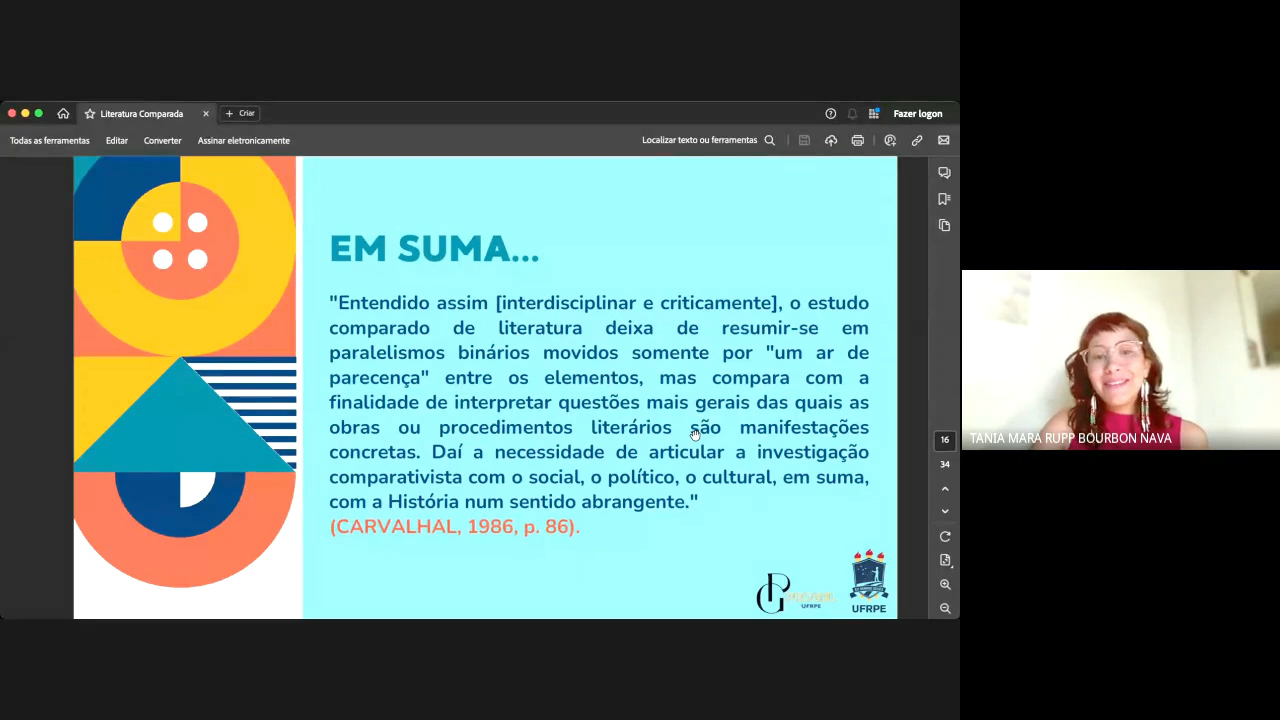 Literatura Comparada
Criar
Fazer logon
Todas as ferramentas
Editar
Converter
Assinar eletronicamente
Localizar texto ou ferramentas
EM SUMA...
"Entendido assim [interdisciplinar e criticamente], o estudo
comparado de literatura deixa de resumir-se em
paralelismos binários movidos somente por "um ar de
parecença" entre os elementos, mas compara com a
finalidade de interpretar questões mais gerais das quais as
obras ou procedimentos literários são manifestações
concretas. Daí a necessidade de articular a investigação
comparativista com o social, o político, o cultural, em suma,
com a História num sentido abrangente."
(CARVALHAL, 1986, p. 86).
UFRPE
UFRPE
16
34
TANIA MARA RUPP BOURBON NAVA